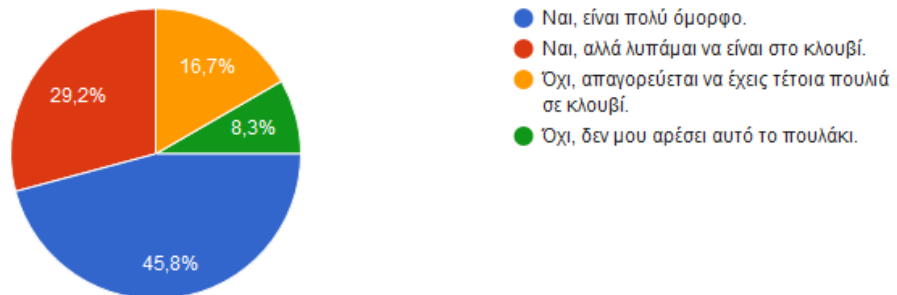 16,7%
29,2%
8,3%
45,8%
Ναι, είναι πολύ όμορφο.
Ναι, αλλά λυπάμαι να είναι στο κλουβί.
Όχι, απαγορεύεται να έχεις τέτοια πουλιά
σε κλουβί.
Όχι, δεν μου αρέσει αυτό το πουλάκι.